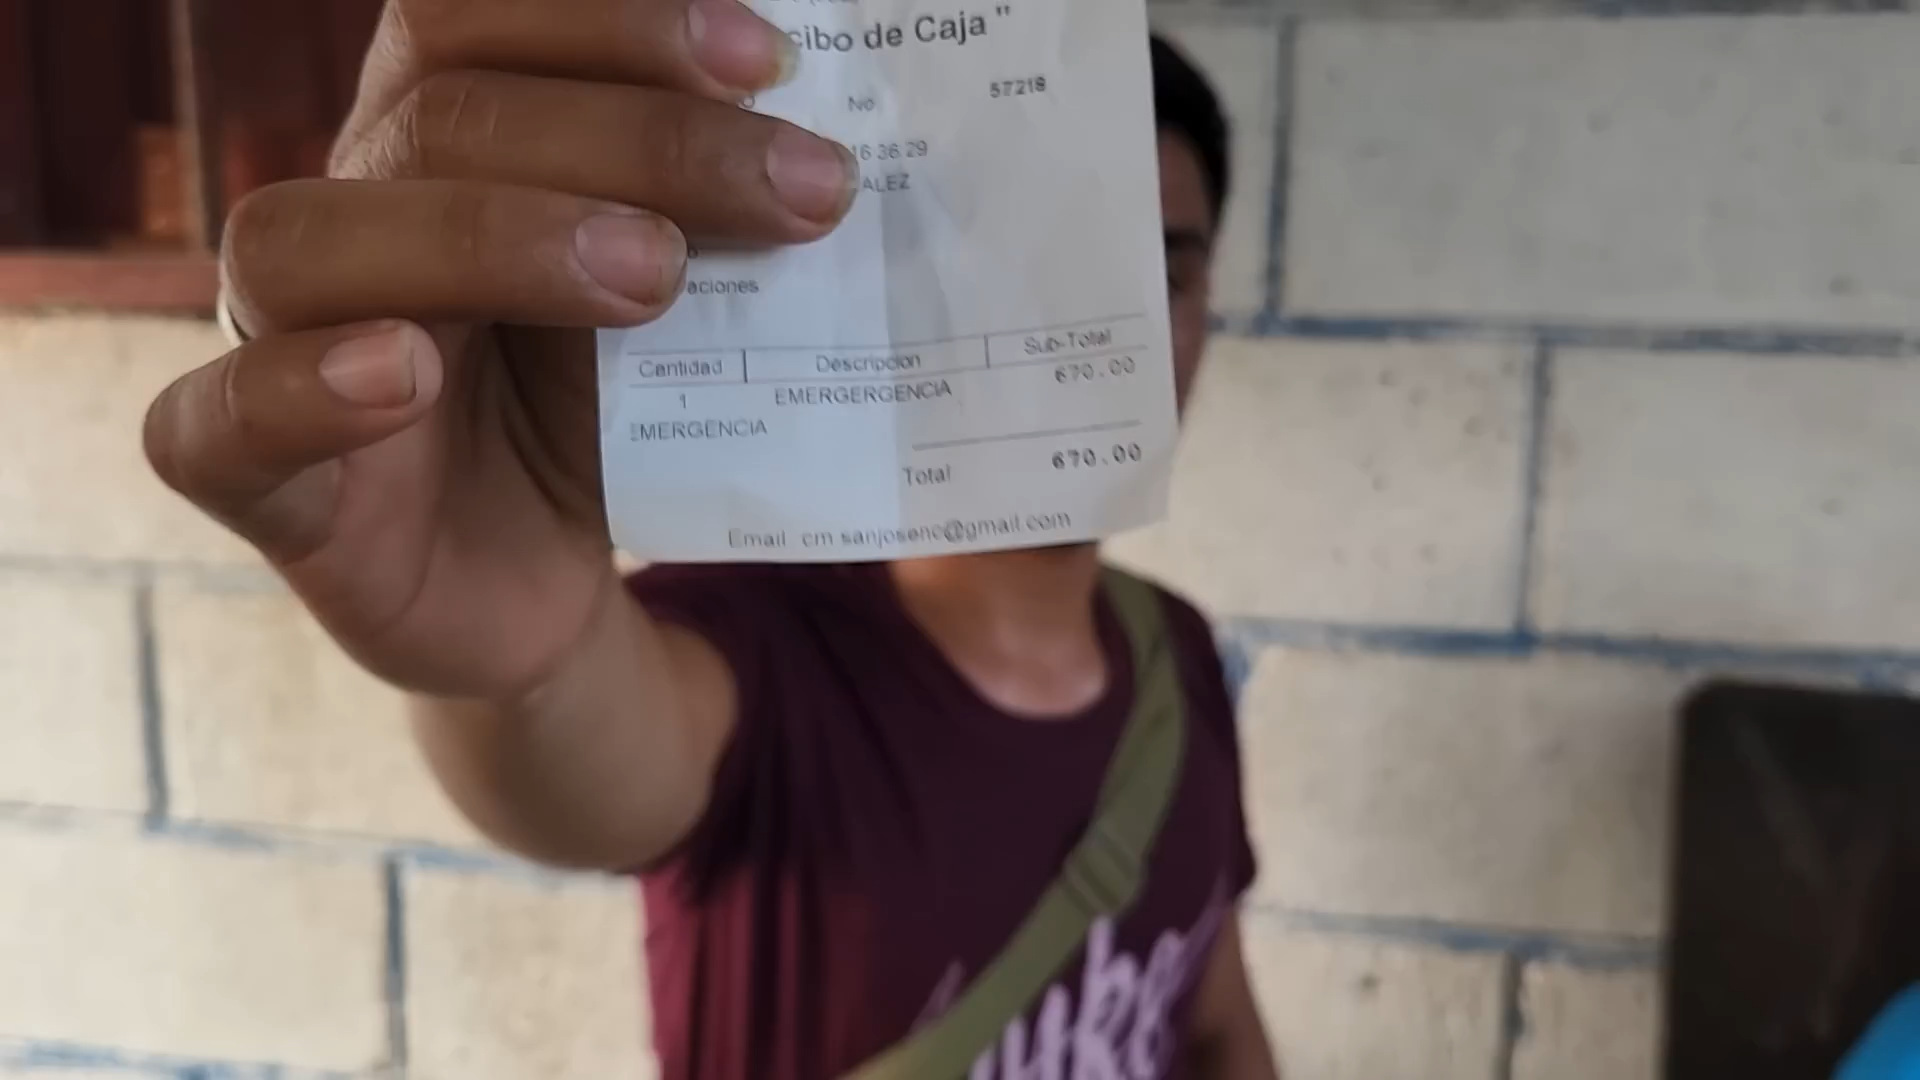 cibo de Caja "
No 57218
16 36 29
ALEZ
aciones
Cantidad Descripcion Sub-Total
1 EMERGERGENCIA 670.00
EMERGENCIA
Total 670.00
Email cm sanjosenc@gmail.com